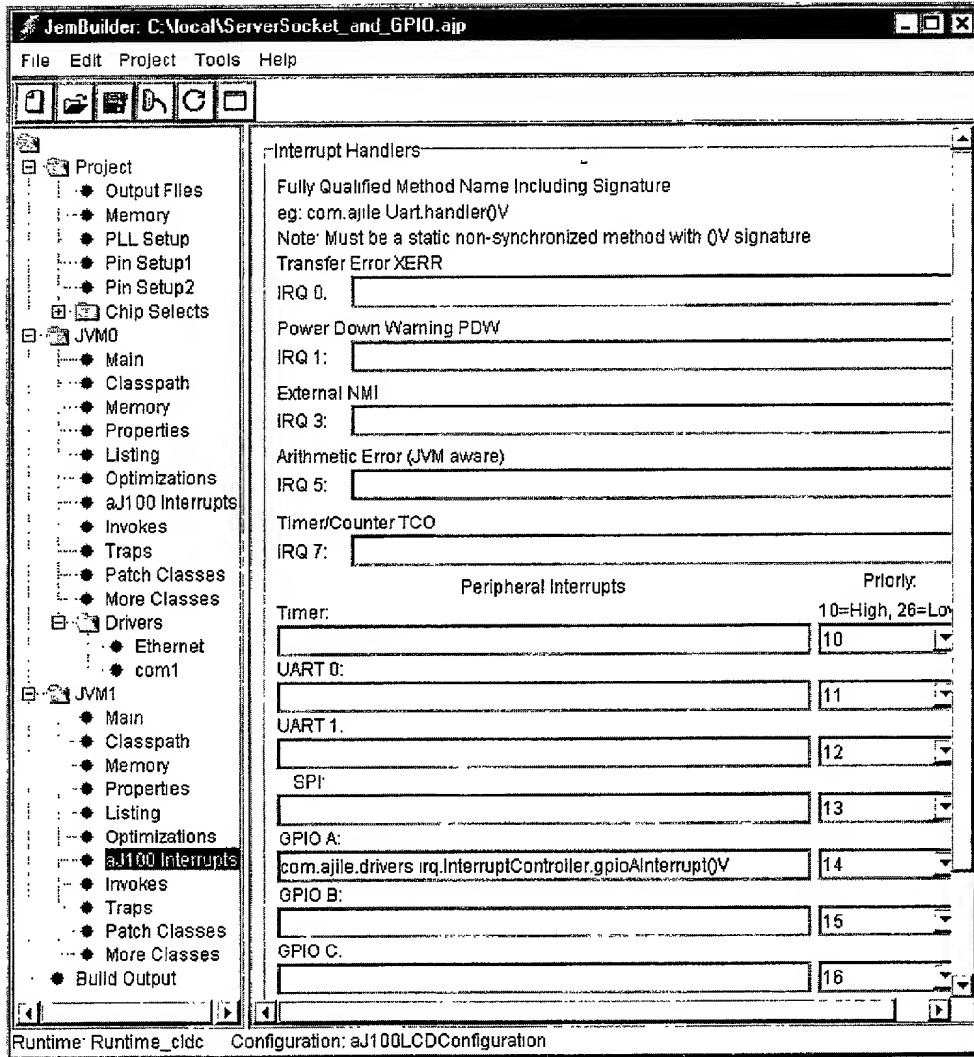 JemBuilder: C:\local\ServerSocket_and_GPIO.ajp
File Edit Project Tools Help
Project
Output Files
Memory
PLL Setup
Pin Setup1
Pin Setup2
Chip Selects
JVM0
Main
Classpath
Memory
Properties
Listing
Optimizations
aJ100 Interrupts
Invokes
Traps
Patch Classes
More Classes
Drivers
Ethernet
com1
JVM1
Main
Classpath
Memory
Properties
Listing
Optimizations
aJ100 Interrupts
Invokes
Traps
Patch Classes
More Classes
Build Output
Interrupt Handlers
Fully Qualified Method Name Including Signature
eg: com.ajile Uart.handler()V
Note: Must be a static non-synchronized method with ()V signature
Transfer Error XERR
IRQ 0.
Power Down Warning PDW
IRQ 1:
External NMI
IRQ 3:
Arithmetic Error (JVM aware)
IRQ 5:
Timer/Counter TCO
IRQ 7:
Peripheral Interrupts Priorly:
Timer: 10=High, 26=Lov
10
UART 0:
11
UART 1.
12
SPI:
13
GPIO A:
com.ajile.drivers irq.InterruptController.gpioAInterrupt()V 14
GPIO B:
15
GPIO C.
16
Runtime: Runtime_cldc Configuration: aJ100LCDConfiguration